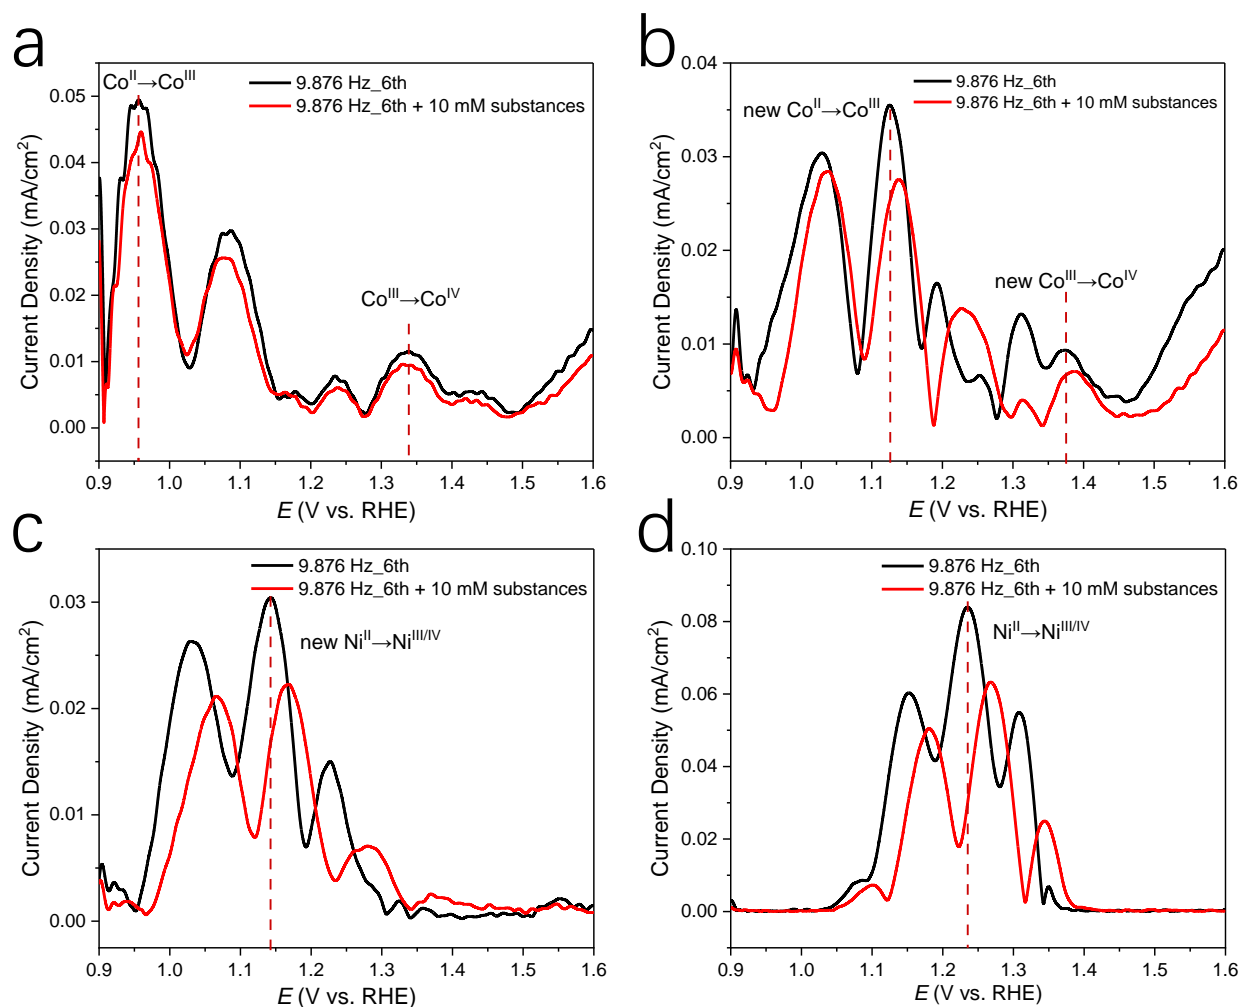 a
Co^II→Co^III
9.876 Hz_6th
9.876 Hz_6th + 10 mM substances
Co^III→Co^IV
0.05
0.04
0.03
0.02
0.01
0.00
Current Density (mA/cm²)
0.9 1.0 1.1 1.2 1.3 1.4 1.5 1.6
E (V vs. RHE)
b
9.876 Hz_6th
9.876 Hz_6th + 10 mM substances
new Co^II→Co^III
new Co^III→Co^IV
0.04
0.03
0.02
0.01
0.00
Current Density (mA/cm²)
0.9 1.0 1.1 1.2 1.3 1.4 1.5 1.6
E (V vs. RHE)
c
9.876 Hz_6th
9.876 Hz_6th + 10 mM substances
new Ni^II→Ni^III/IV
0.03
0.02
0.01
0.00
Current Density (mA/cm²)
0.9 1.0 1.1 1.2 1.3 1.4 1.5 1.6
E (V vs. RHE)
d
9.876 Hz_6th
9.876 Hz_6th + 10 mM substances
Ni^II→Ni^III/IV
0.10
0.08
0.06
0.04
0.02
0.00
Current Density (mA/cm²)
0.9 1.0 1.1 1.2 1.3 1.4 1.5 1.6
E (V vs. RHE)